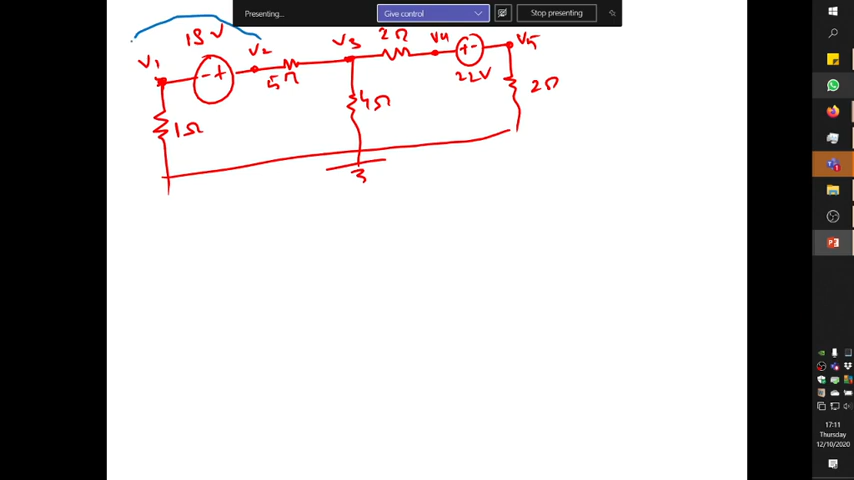 Presenting...
Give control
Stop presenting
18 V
V1
V2
5Ω
V3
2Ω
V4
V5
22V
2Ω
4Ω
1Ω
17:11
Thursday
12/10/2020